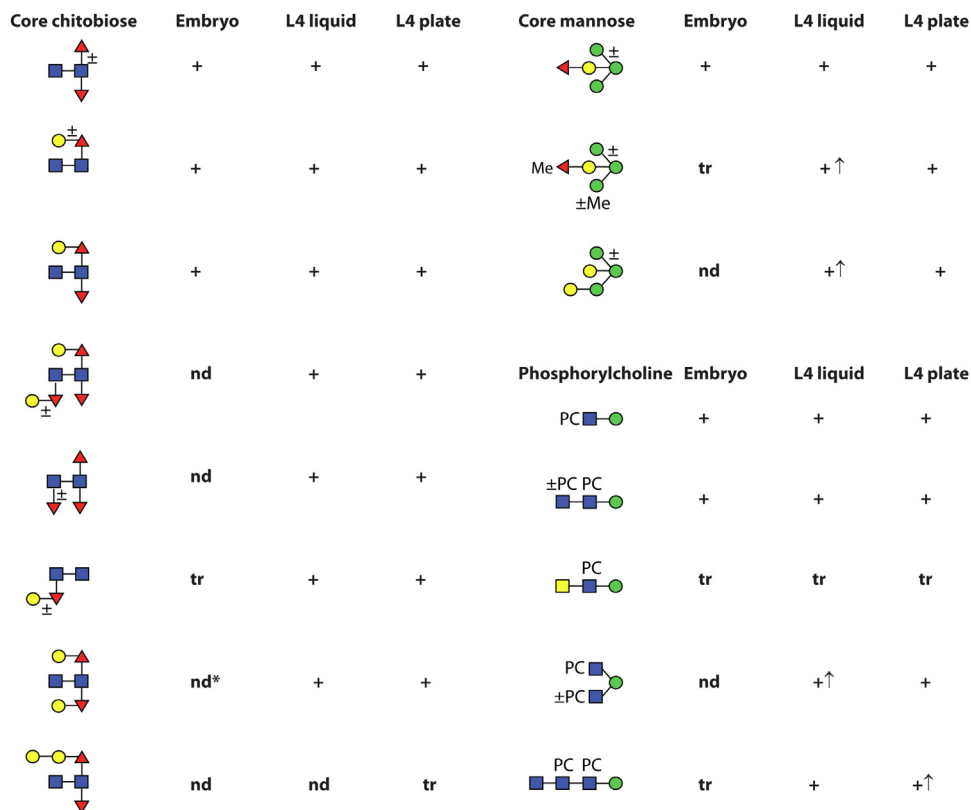 Core chitobiose Embryo L4 liquid L4 plate
± + + +
± + + +
+ + +
± nd + +
± nd + +
± tr + +
nd* + +
nd nd tr
Core mannose Embryo L4 liquid L4 plate
± + + +
Me ± ±Me tr +↑ +
± nd +↑ +
Phosphorylcholine Embryo L4 liquid L4 plate
PC + + +
±PC PC + + +
PC tr tr tr
PC ±PC nd +↑ +
PC PC tr + +↑